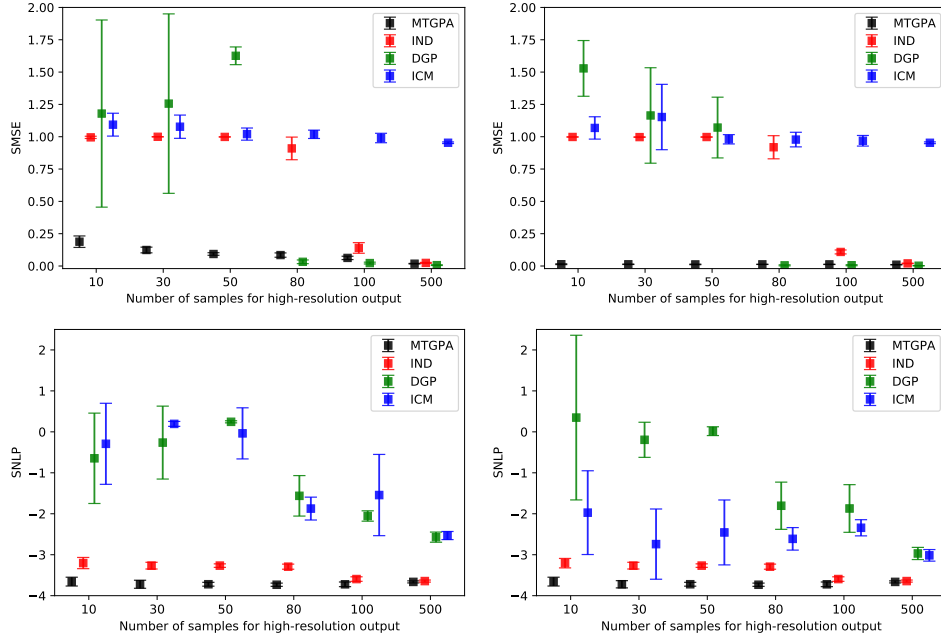 2.00
1.75
1.50
1.25
1.00
0.75
0.50
0.25
0.00
SMSE
MTGPA
IND
DGP
ICM
10 30 50 80 100 500
Number of samples for high-resolution output
2.00
1.75
1.50
1.25
1.00
0.75
0.50
0.25
0.00
SMSE
MTGPA
IND
DGP
ICM
10 30 50 80 100 500
Number of samples for high-resolution output
2
1
0
−1
−2
−3
−4
SNLP
MTGPA
IND
DGP
ICM
10 30 50 80 100 500
Number of samples for high-resolution output
2
1
0
−1
−2
−3
−4
SNLP
MTGPA
IND
DGP
ICM
10 30 50 80 100 500
Number of samples for high-resolution output